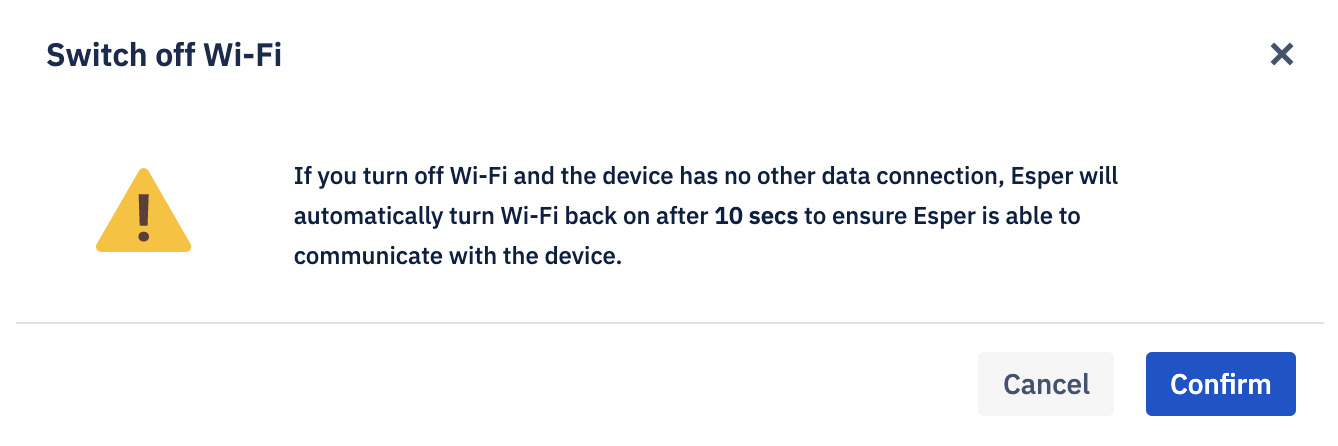 Switch off Wi-Fi
If you turn off Wi-Fi and the device has no other data connection, Esper will
automatically turn Wi-Fi back on after 10 secs to ensure Esper is able to
communicate with the device.
Cancel
Confirm